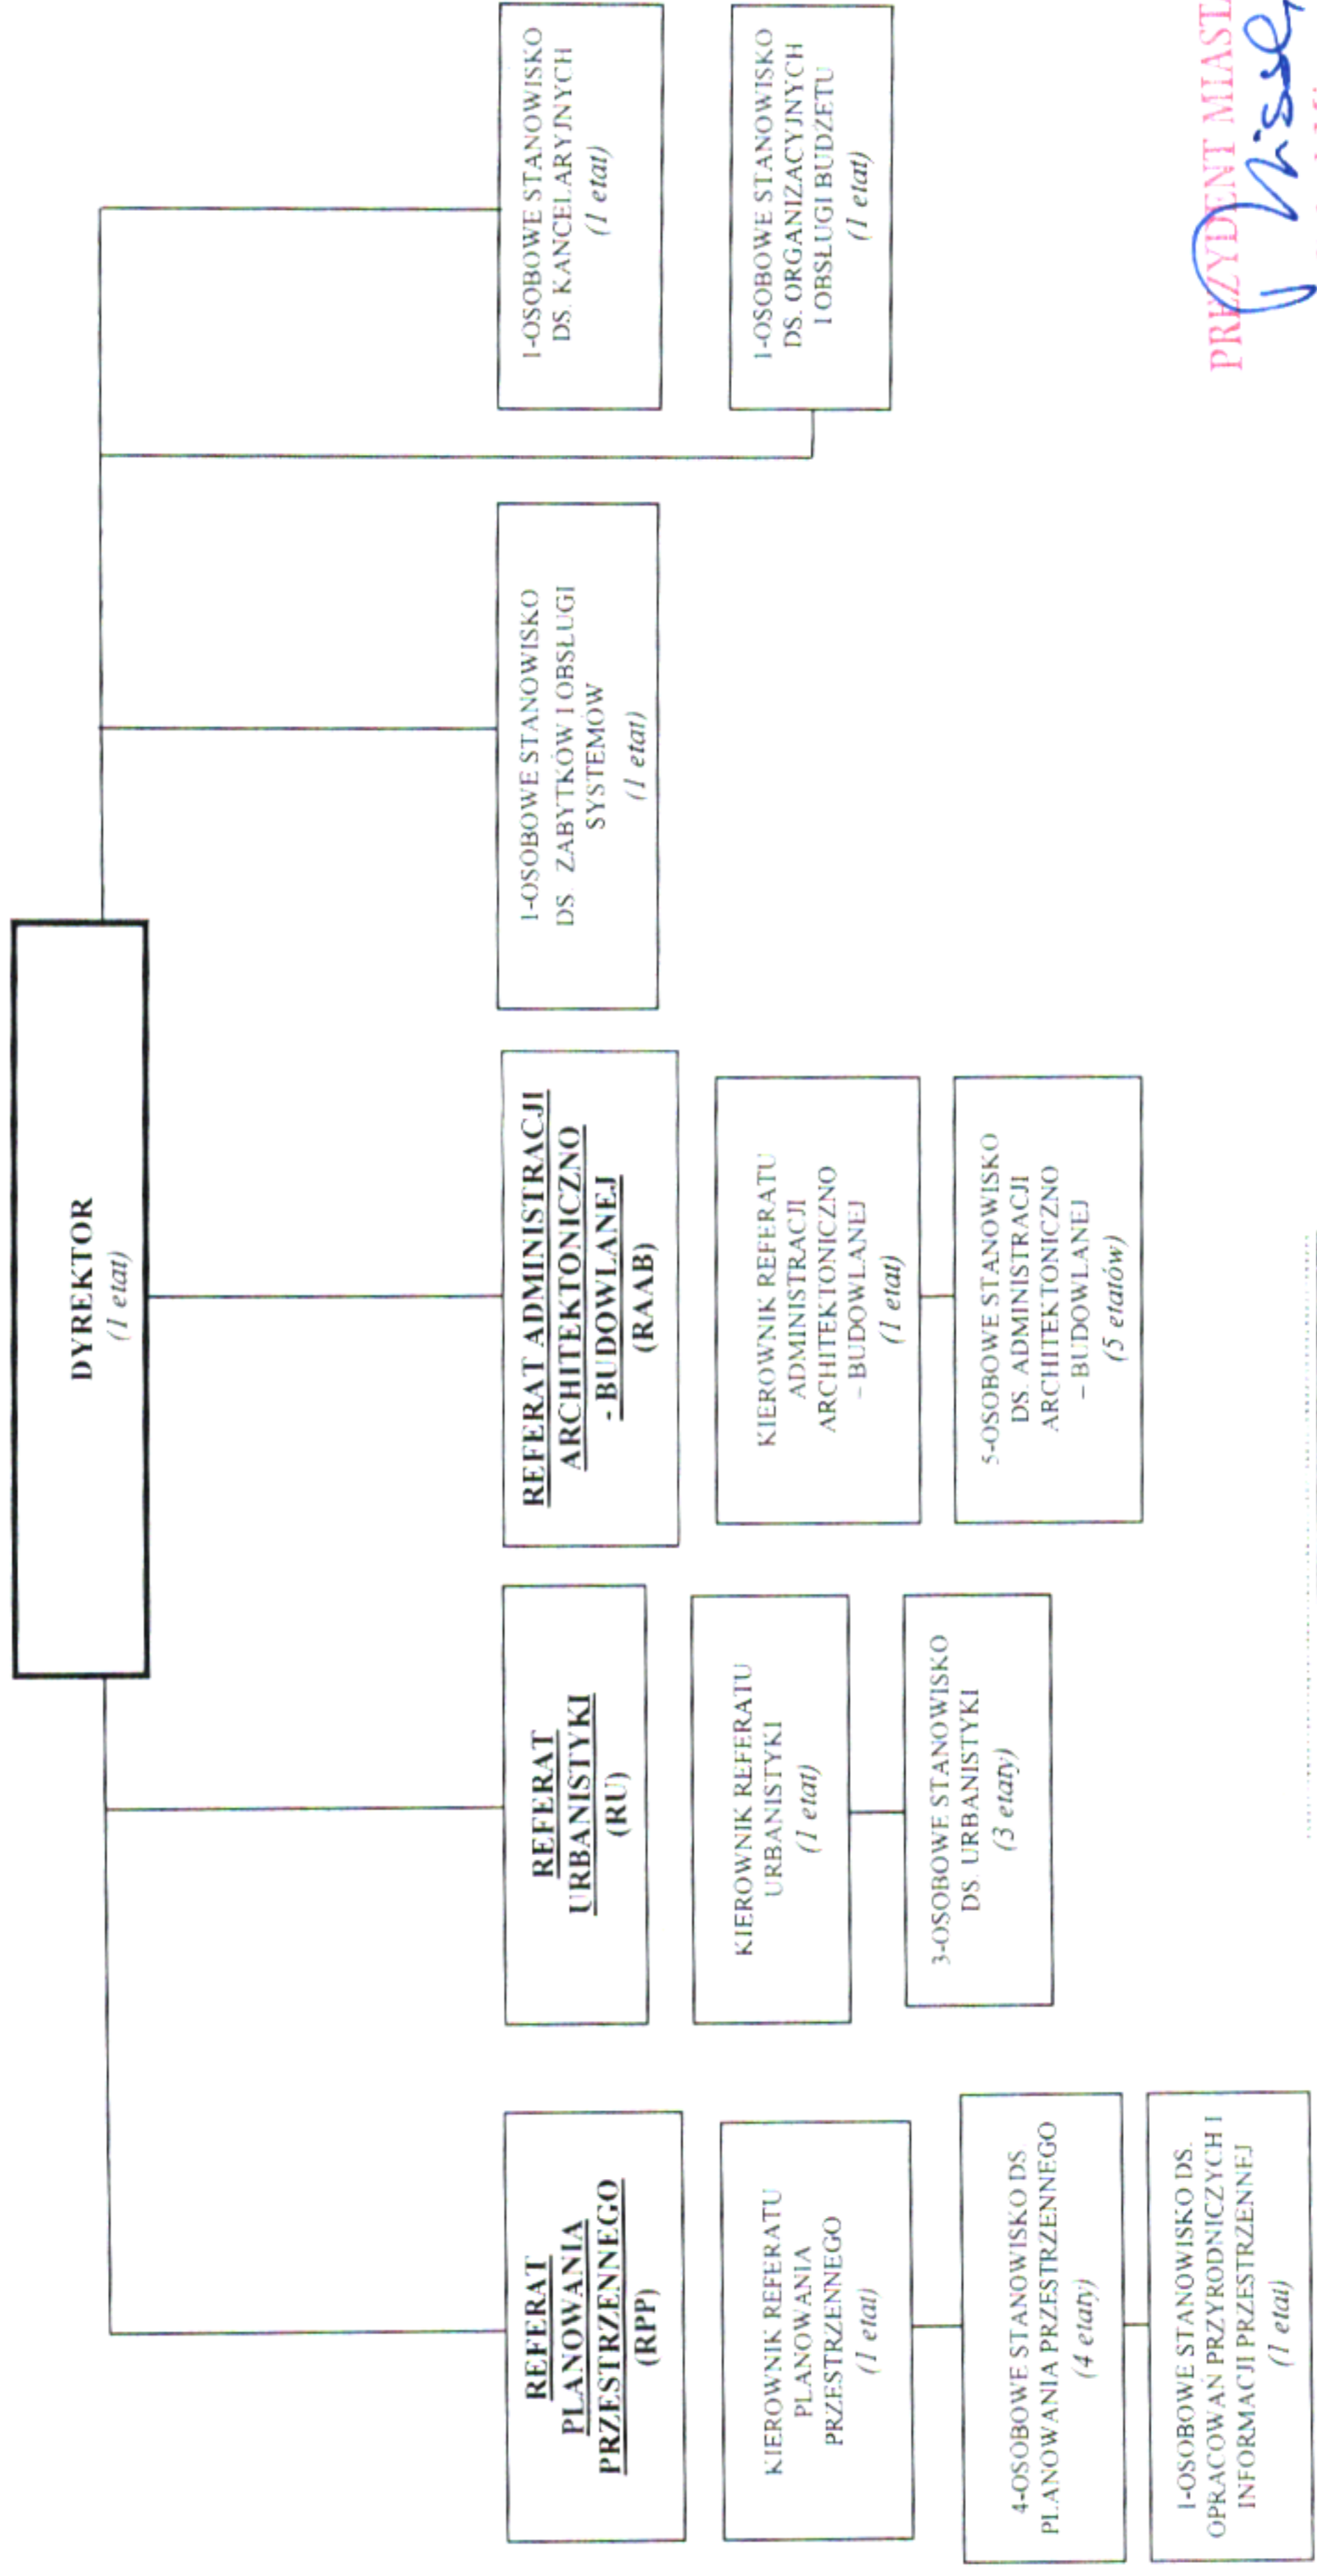 DYREKTOR
(1 etat)
REFERAT
PLANOWANIA
PRZESTRZENNEGO
(RPP)
KIEROWNIK REFERATU
PLANOWANIA
PRZESTRZENNEGO
(1 etat)
4-OSOBOWE STANOWISKO DS
PLANOWANIA PRZESTRZENNEGO
(4 etaty)
1-OSOBOWE STANOWISKO DS.
OPRACOWAŃ PRZYRODNICZYCH I
INFORMACJI PRZESTRZENNEJ
(1 etat)
REFERAT
URBANISTYKI
(RU)
KIEROWNIK REFERATU
URBANISTYKI
(1 etat)
3-OSOBOWE STANOWISKO
DS. URBANISTYKI
(3 etaty)
REFERAT ADMINISTRACJI
ARCHITEKTONICZNO
- BUDOWLANEJ
(RAAB)
KIEROWNIK REFERATU
ADMINISTRACJI
ARCHITEKTONICZNO
– BUDOWLANEJ
(1 etat)
5-OSOBOWE STANOWISKO
DS. ADMINISTRACJI
ARCHITEKTONICZNO
– BUDOWLANEJ
(5 etatów)
1-OSOBOWE STANOWISKO
DS. ZABYTKÓW I OBSŁUGI
SYSTEMÓW
(1 etat)
1-OSOBOWE STANOWISKO
DS. KANCELARYJNYCH
(1 etat)
1-OSOBOWE STANOWISKO
DS. ORGANIZACYJNYCH
I OBSŁUGI BUDŻETU
(1 etat)
PREZYDENT MIASTA